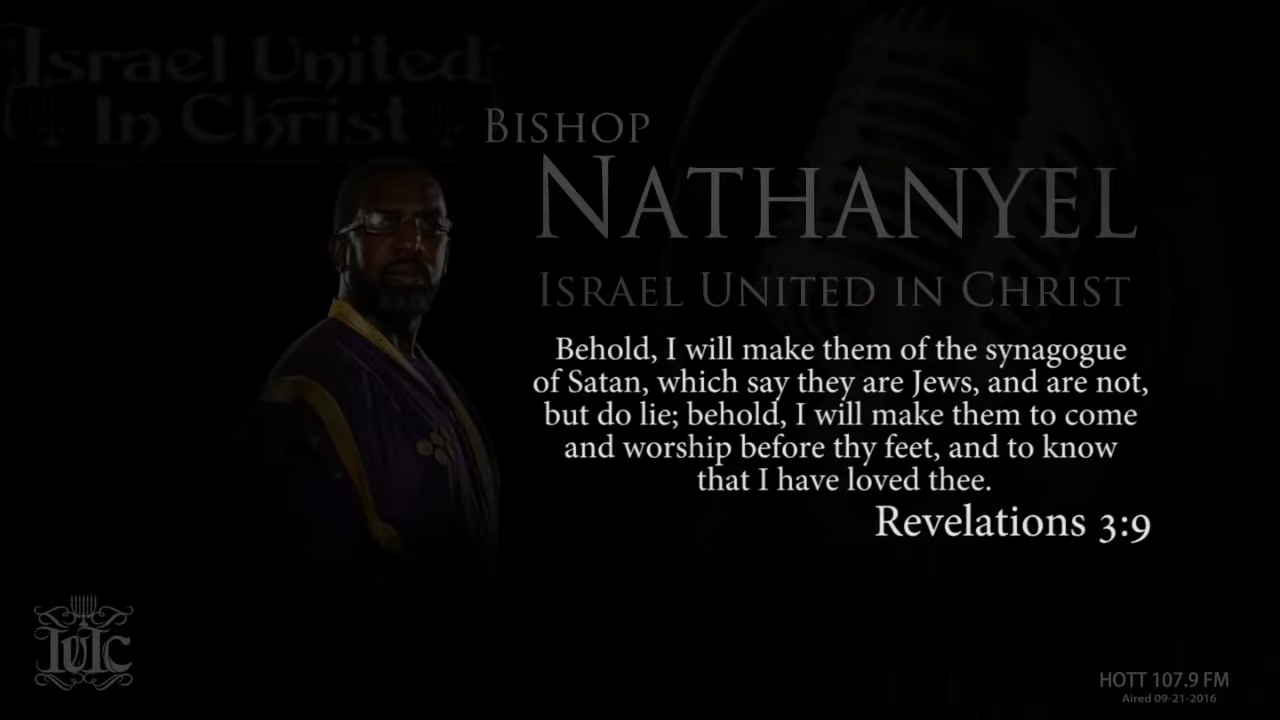 Israel United
In Christ
BISHOP
NATHANYEL
ISRAEL UNITED IN CHRIST
Behold, I will make them of the synagogue
of Satan, which say they are Jews, and are not,
but do lie; behold, I will make them to come
and worship before thy feet, and to know
that I have loved thee.
Revelations 3:9
IUIC
HOTT 107.9 FM
Aired 09-21-2016